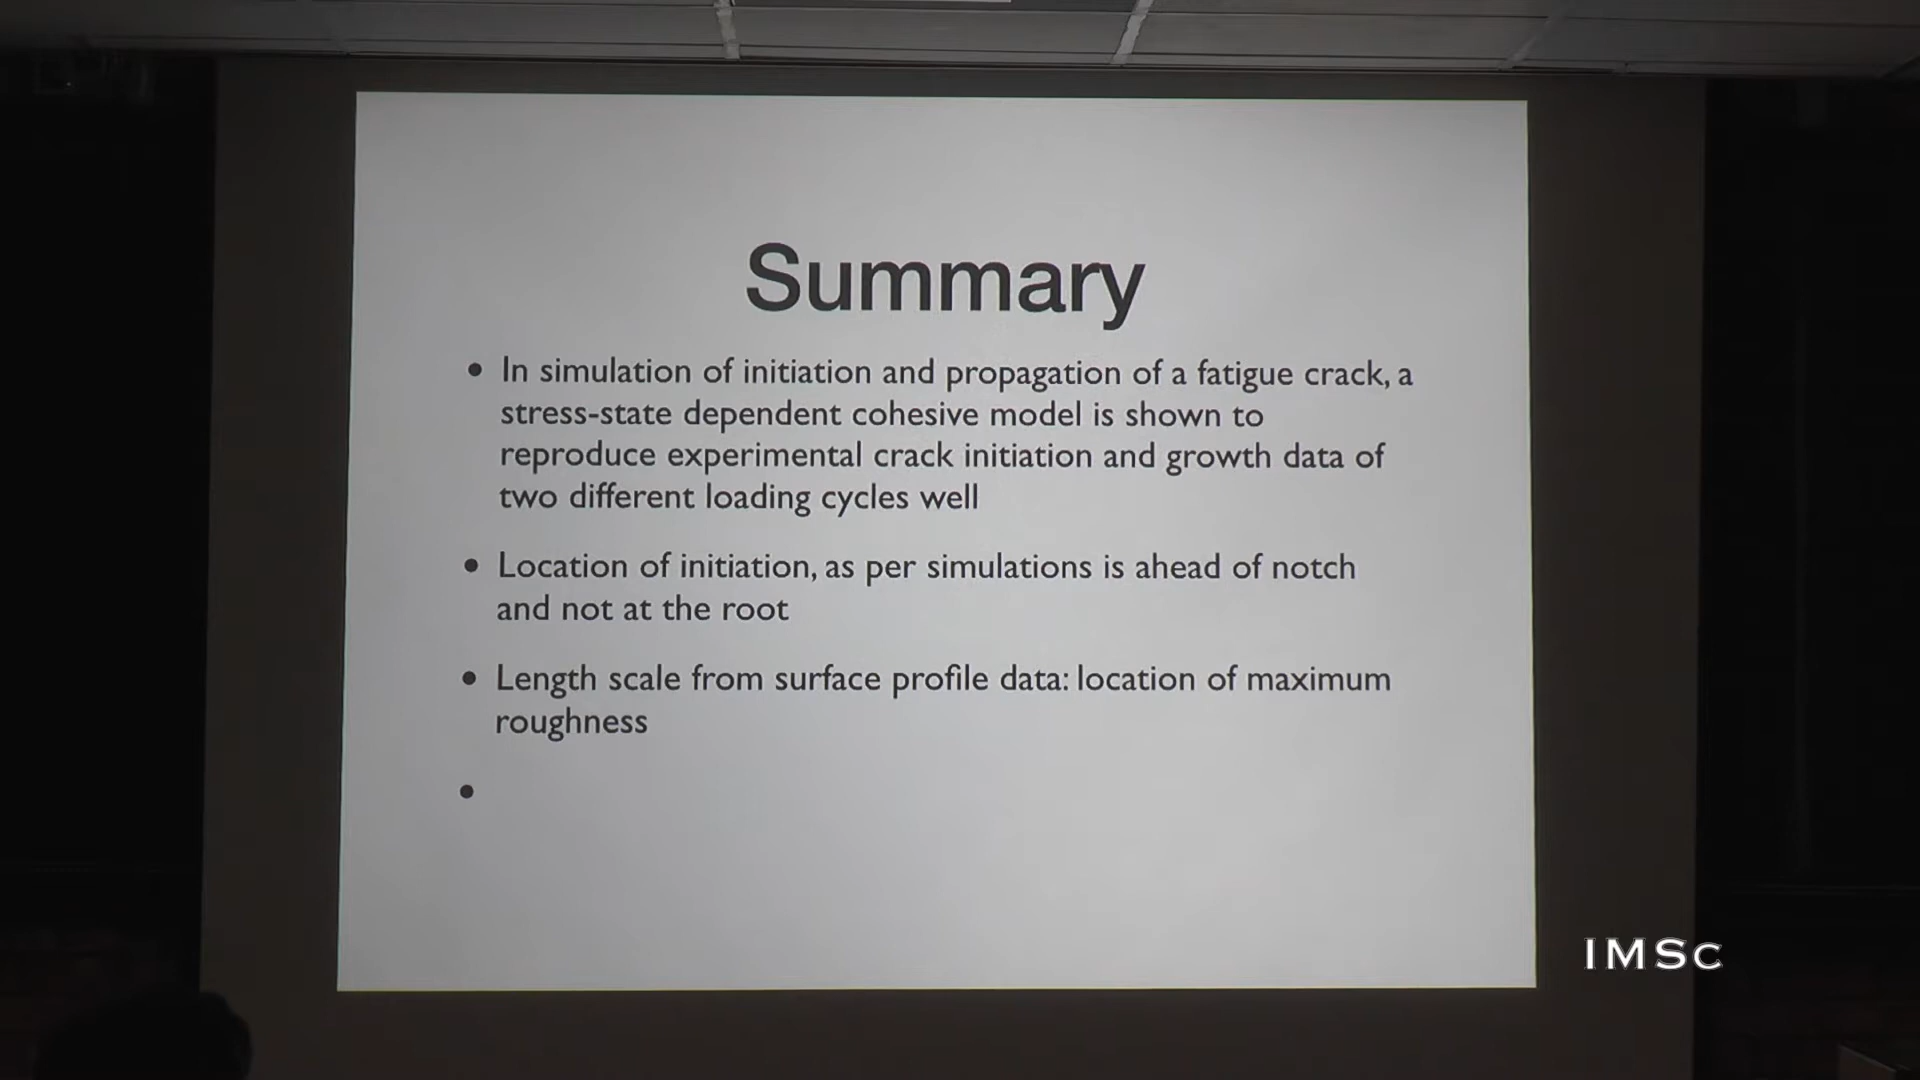 Summary
• In simulation of initiation and propagation of a fatigue crack, a
stress-state dependent cohesive model is shown to
reproduce experimental crack initiation and growth data of
two different loading cycles well
• Location of initiation, as per simulations is ahead of notch
and not at the root
• Length scale from surface profile data: location of maximum
roughness
•
IMSc